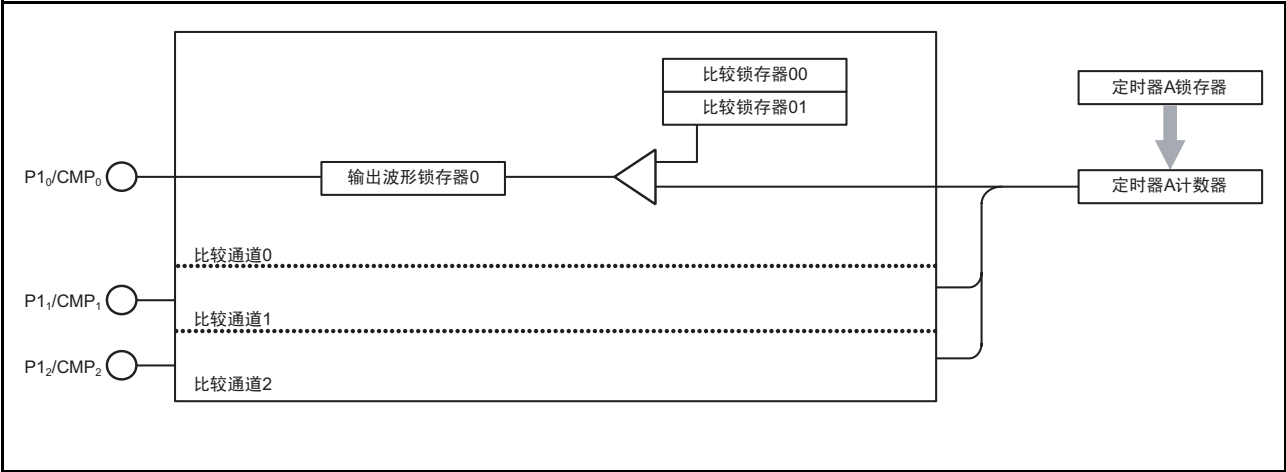 比较锁存器00
比较锁存器01
定时器A锁存器
P1₀/CMP₀
输出波形锁存器0
定时器A计数器
比较通道0
P1₁/CMP₁
比较通道1
P1₂/CMP₂
比较通道2